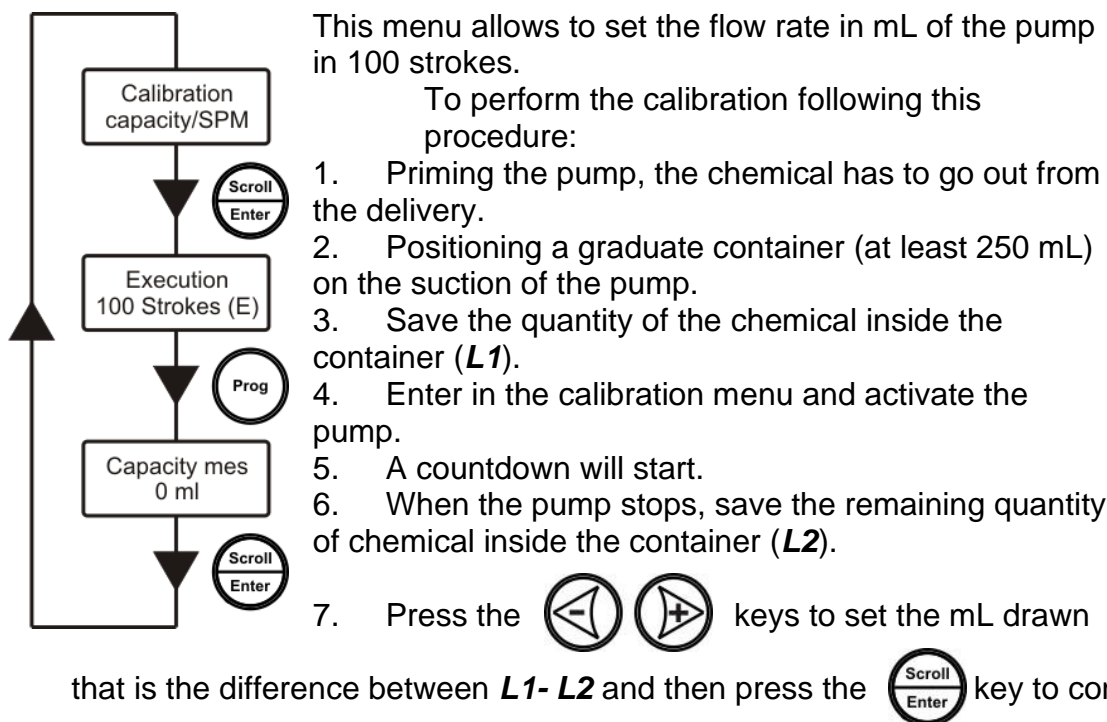 Calibration
capacity/SPM
Scroll
Enter
Execution
100 Strokes (E)
Prog
Capacity mes
0 ml
Scroll
Enter
This menu allows to set the flow rate in mL of the pump
in 100 strokes.
To perform the calibration following this
procedure:
1. Priming the pump, the chemical has to go out from
the delivery.
2. Positioning a graduate container (at least 250 mL)
on the suction of the pump.
3. Save the quantity of the chemical inside the
container (L1).
4. Enter in the calibration menu and activate the
pump.
5. A countdown will start.
6. When the pump stops, save the remaining quantity
of chemical inside the container (L2).
7. Press the - + keys to set the mL drawn
that is the difference between L1- L2 and then press the Scroll Enter key to